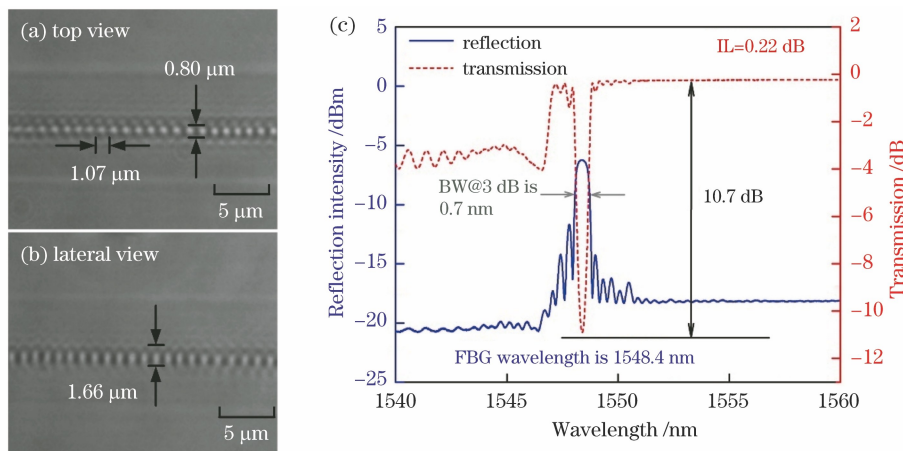 (a) top view
0.80 μm
1.07 μm
5 μm
(b) lateral view
1.66 μm
5 μm
(c)
5
0
−5
−10
−15
−20
−25
Reflection intensity /dBm
reflection
transmission
IL=0.22 dB
BW@3 dB is
0.7 nm
10.7 dB
FBG wavelength is 1548.4 nm
1540
1545
1550
1555
1560
Wavelength /nm
2
0
−2
−4
−6
−8
−10
−12
Transmission /dB